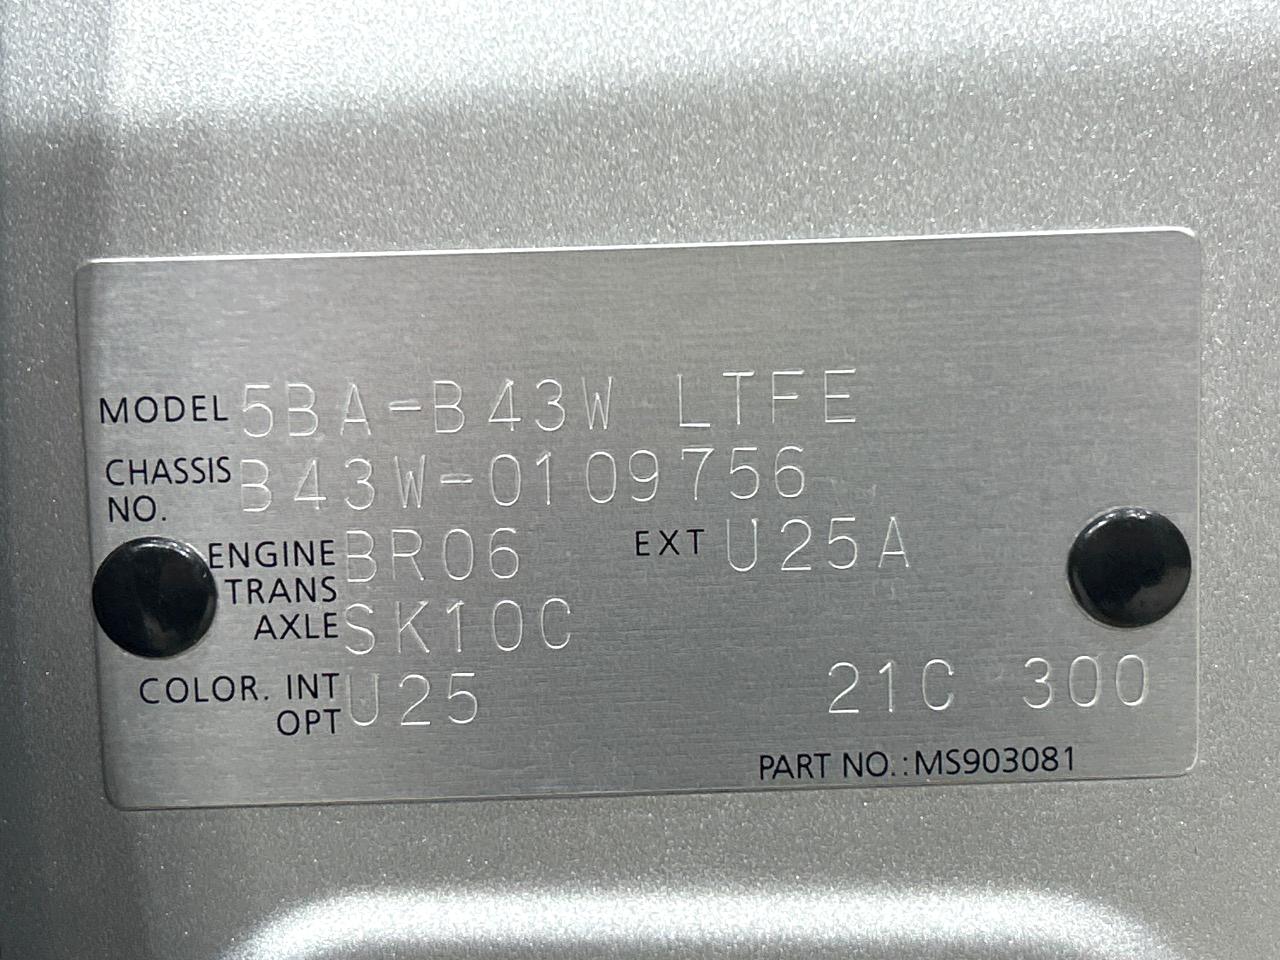 MODEL 5BA-B43W LTFE
CHASSIS NO. B43W-0109756
ENGINE BR06 EXT U25A
TRANS AXLE SK10C
COLOR. INT OPT U25 21C 300
PART NO.:MS903081